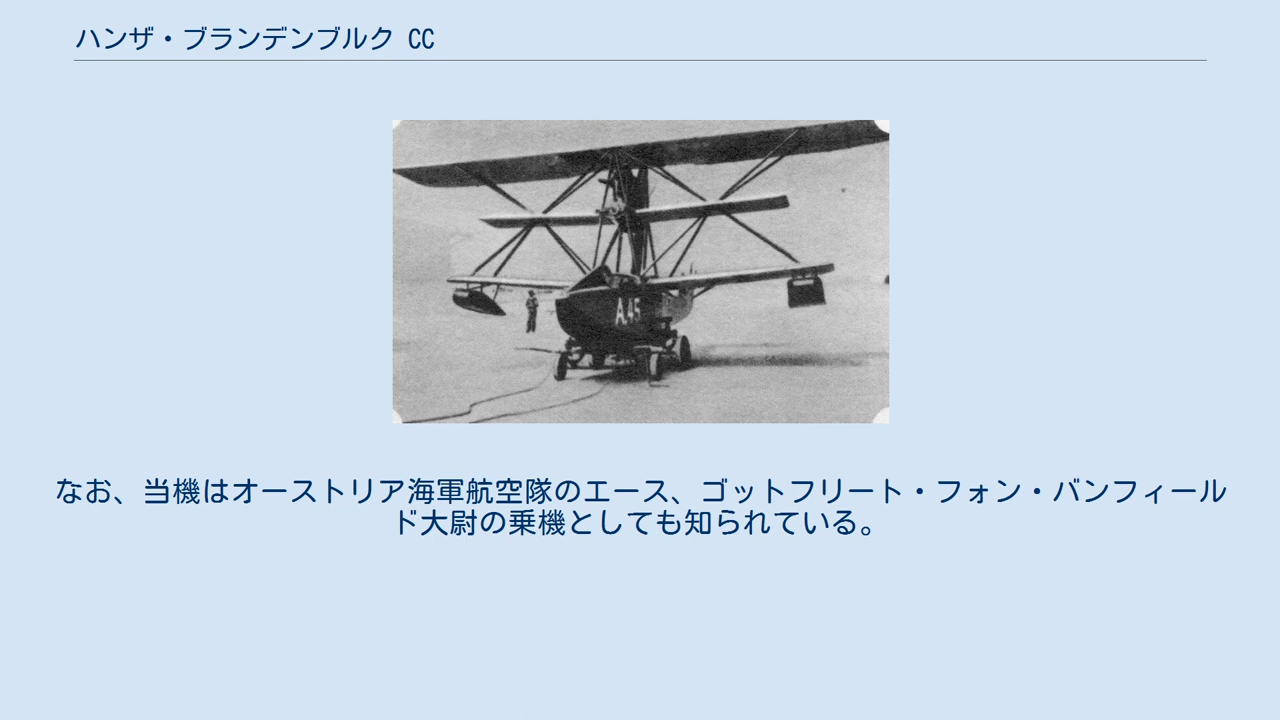 ハンザ・ブランデンブルク CC
A.45
なお、当機はオーストリア海軍航空隊のエース、ゴットフリート・フォン・バンフィール
ド大尉の乗機としても知られている。